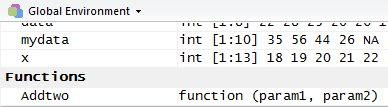 Global Environment
mydata int [1:10] 35 56 44 26 NA
x int [1:13] 18 19 20 21 22
Functions
Addtwo function (param1, param2)